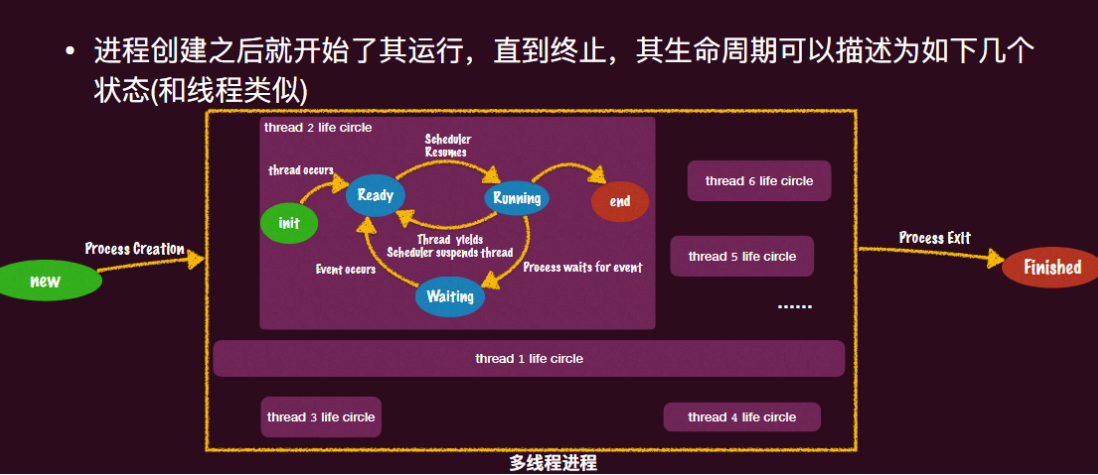 • 进程创建之后就开始了其运行，直到终止，其生命周期可以描述为如下几个
状态(和线程类似)
thread 2 life circle
Scheduler
Resumes
thread occurs
Ready
Running
end
init
Thread yields
Scheduler suspends thread
Event occurs
Process waits for event
Waiting
thread 6 life circle
thread 5 life circle
......
Process Creation
new
Process Exit
Finished
thread 1 life circle
thread 3 life circle
thread 4 life circle
多线程进程